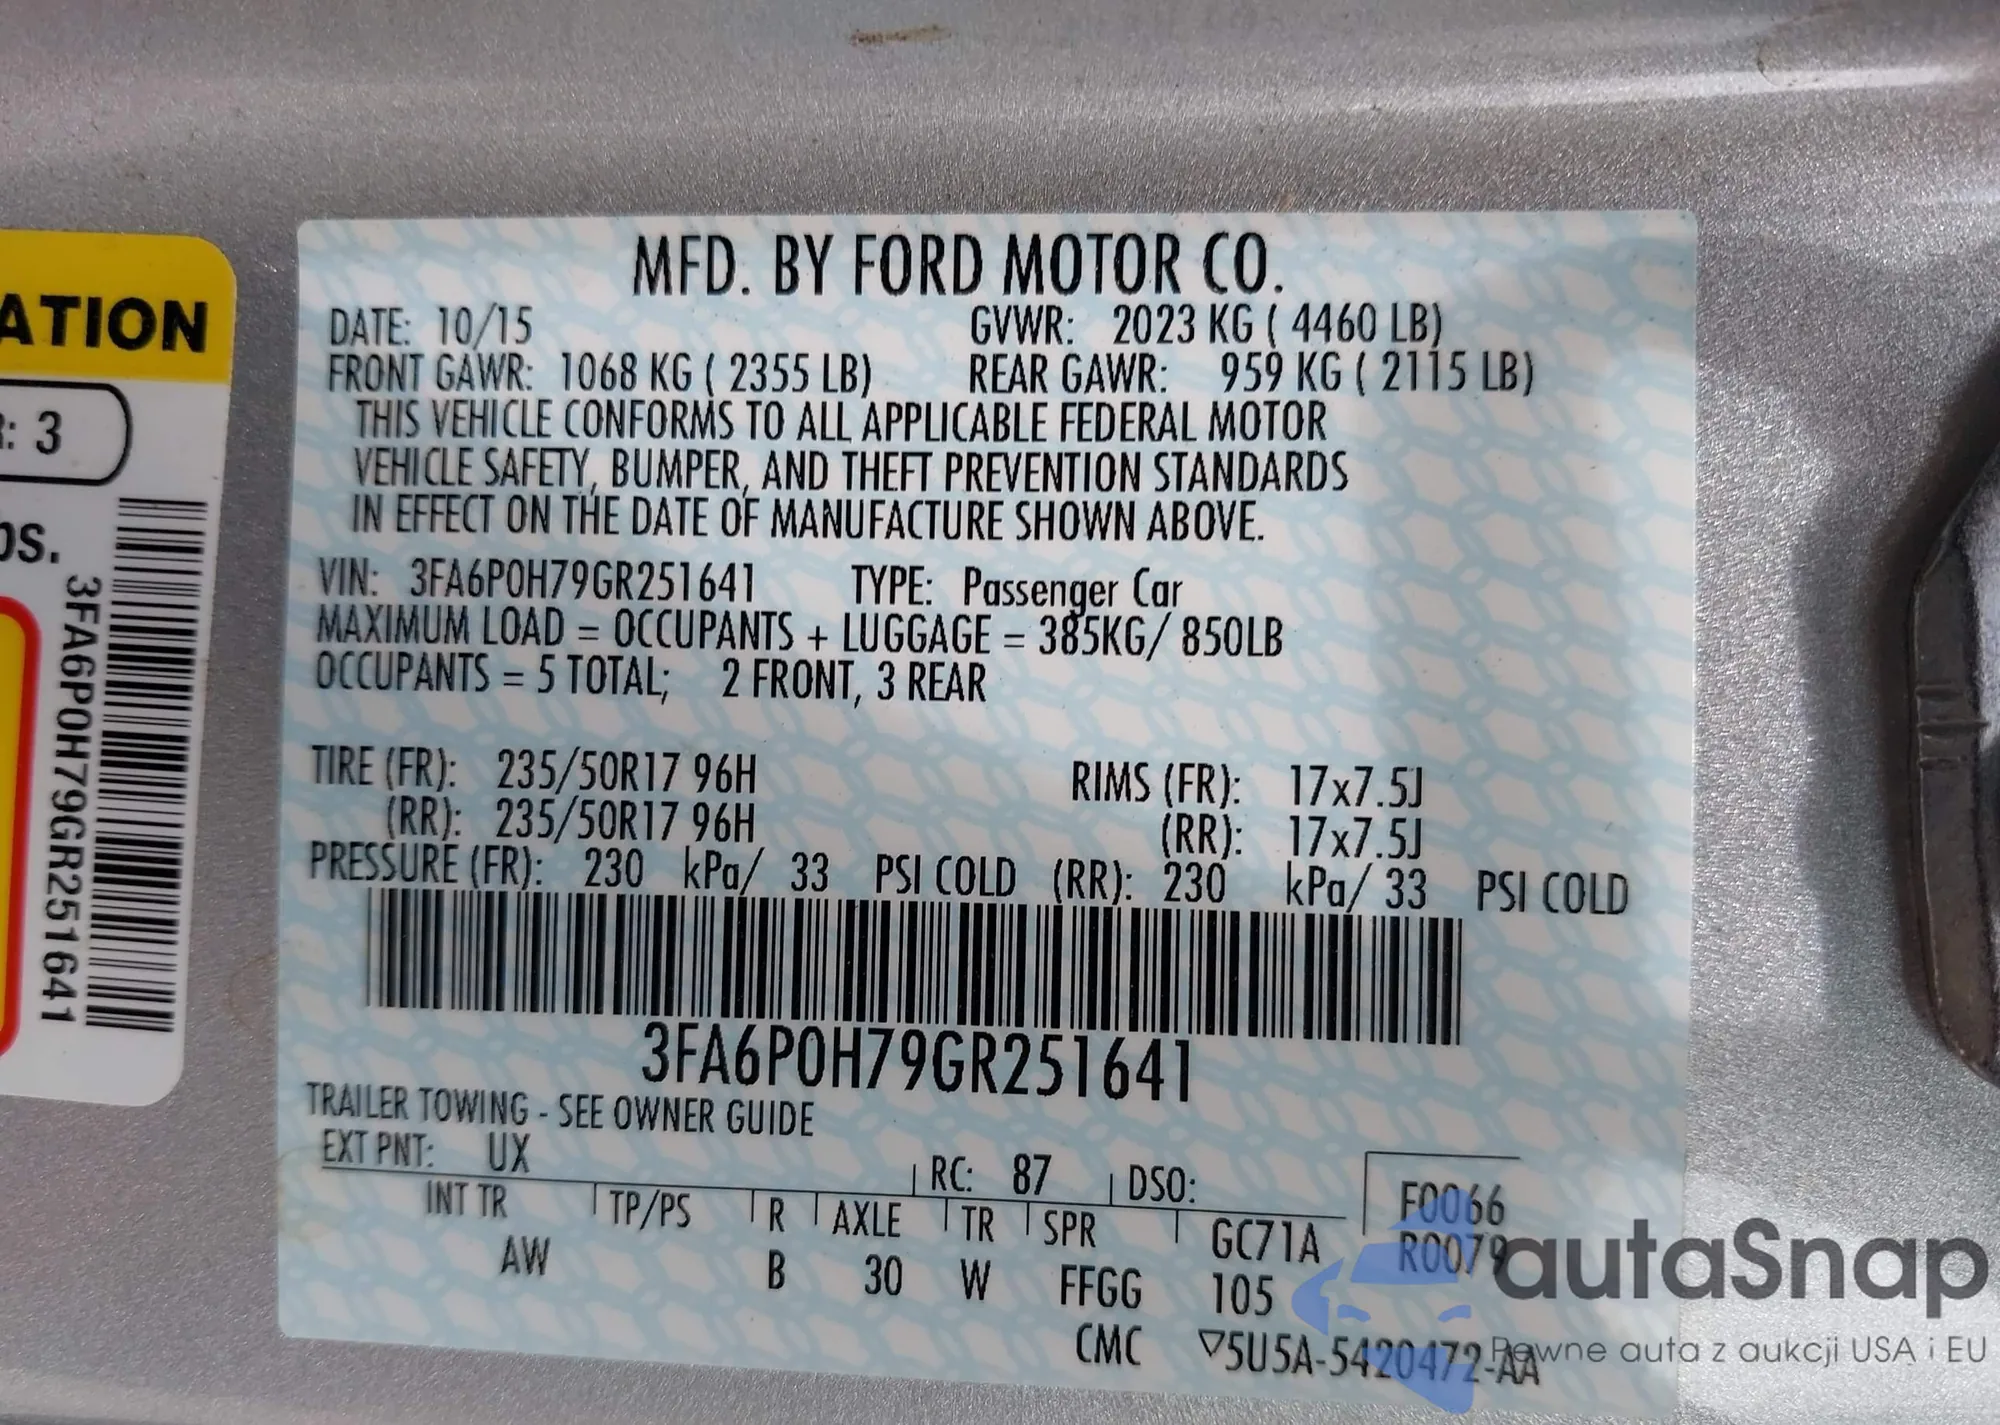 MFD. BY FORD MOTOR CO.
DATE: 10/15 GVWR: 2023 KG ( 4460 LB)
FRONT GAWR: 1068 KG ( 2355 LB) REAR GAWR: 959 KG ( 2115 LB)
THIS VEHICLE CONFORMS TO ALL APPLICABLE FEDERAL MOTOR
VEHICLE SAFETY, BUMPER, AND THEFT PREVENTION STANDARDS
IN EFFECT ON THE DATE OF MANUFACTURE SHOWN ABOVE.
VIN: 3FA6P0H79GR251641 TYPE: Passenger Car
MAXIMUM LOAD = OCCUPANTS + LUGGAGE = 385KG/ 850LB
OCCUPANTS = 5 TOTAL; 2 FRONT, 3 REAR
TIRE (FR): 235/50R17 96H RIMS (FR): 17x7.5J
(RR): 235/50R17 96H (RR): 17x7.5J
PRESSURE (FR): 230 kPa/ 33 PSI COLD (RR): 230 kPa/ 33 PSI COLD
3FA6P0H79GR251641
TRAILER TOWING - SEE OWNER GUIDE
EXT PNT: UX RC: 87 DSO: F0066
INT TR TP/PS R AXLE TR SPR GC71A R0079
AW B 30 W FFGG 105
CMC ▽5U5A-5420472-AA
ATION
: 3
bs.
3FA6P0H79GR251641
autaSnap
Pewne auta z aukcji USA i EU